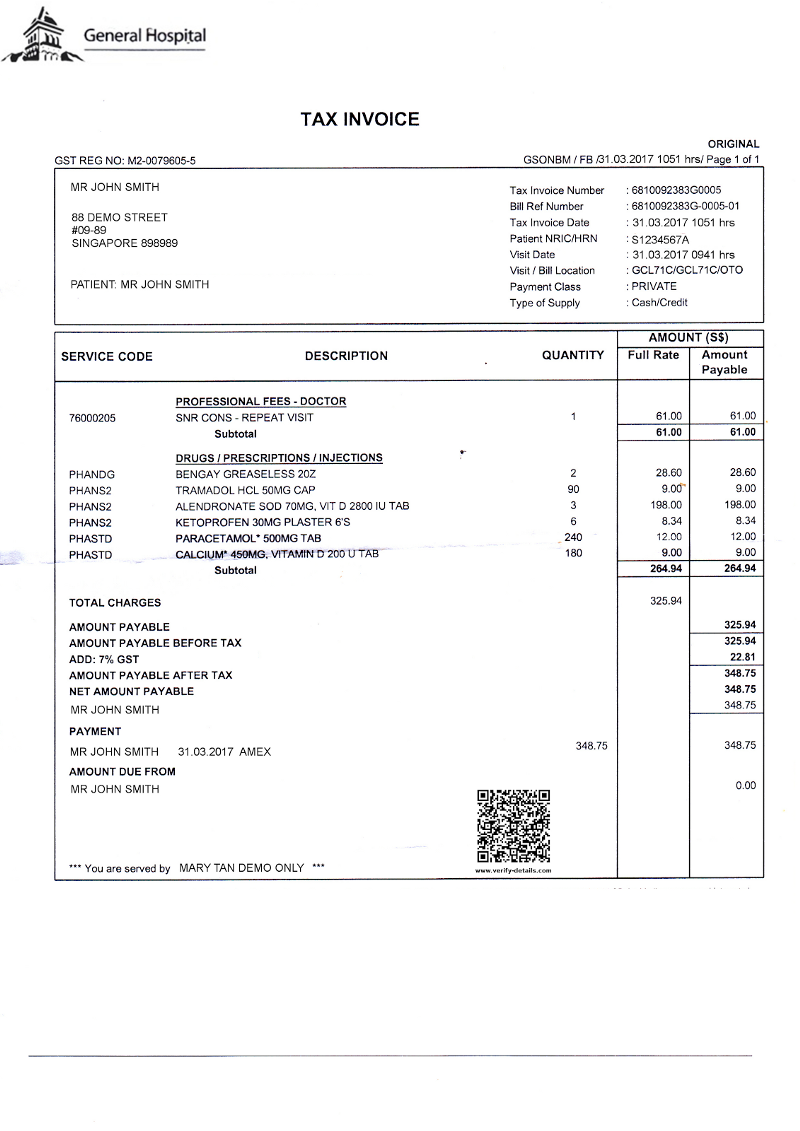 General Hospital
TAX INVOICE
ORIGINAL
GST REG NO: M2-0079605-5 GSONBM / FB /31.03.2017 1051 hrs/ Page 1 of 1
MR JOHN SMITH
88 DEMO STREET
#09-89
SINGAPORE 898989
PATIENT: MR JOHN SMITH
Tax Invoice Number : 6810092383G0005
Bill Ref Number : 6810092383G-0005-01
Tax Invoice Date : 31.03.2017 1051 hrs
Patient NRIC/HRN : S1234567A
Visit Date : 31.03.2017 0941 hrs
Visit / Bill Location : GCL71C/GCL71C/OTO
Payment Class : PRIVATE
Type of Supply : Cash/Credit
AMOUNT (S$)
SERVICE CODE DESCRIPTION QUANTITY Full Rate Amount Payable
PROFESSIONAL FEES - DOCTOR
76000205 SNR CONS - REPEAT VISIT 1 61.00 61.00
Subtotal 61.00 61.00
DRUGS / PRESCRIPTIONS / INJECTIONS
PHANDG BENGAY GREASELESS 20Z 2 28.60 28.60
PHANS2 TRAMADOL HCL 50MG CAP 90 9.00 9.00
PHANS2 ALENDRONATE SOD 70MG, VIT D 2800 IU TAB 3 198.00 198.00
PHANS2 KETOPROFEN 30MG PLASTER 6'S 6 8.34 8.34
PHASTD PARACETAMOL* 500MG TAB 240 12.00 12.00
PHASTD CALCIUM* 450MG, VITAMIN D 200 U TAB 180 9.00 9.00
Subtotal 264.94 264.94
TOTAL CHARGES 325.94
AMOUNT PAYABLE 325.94
AMOUNT PAYABLE BEFORE TAX 325.94
ADD: 7% GST 22.81
AMOUNT PAYABLE AFTER TAX 348.75
NET AMOUNT PAYABLE 348.75
MR JOHN SMITH 348.75
PAYMENT
MR JOHN SMITH 31.03.2017 AMEX 348.75 348.75
AMOUNT DUE FROM
MR JOHN SMITH 0.00
*** You are served by MARY TAN DEMO ONLY ***
www.verify-details.com